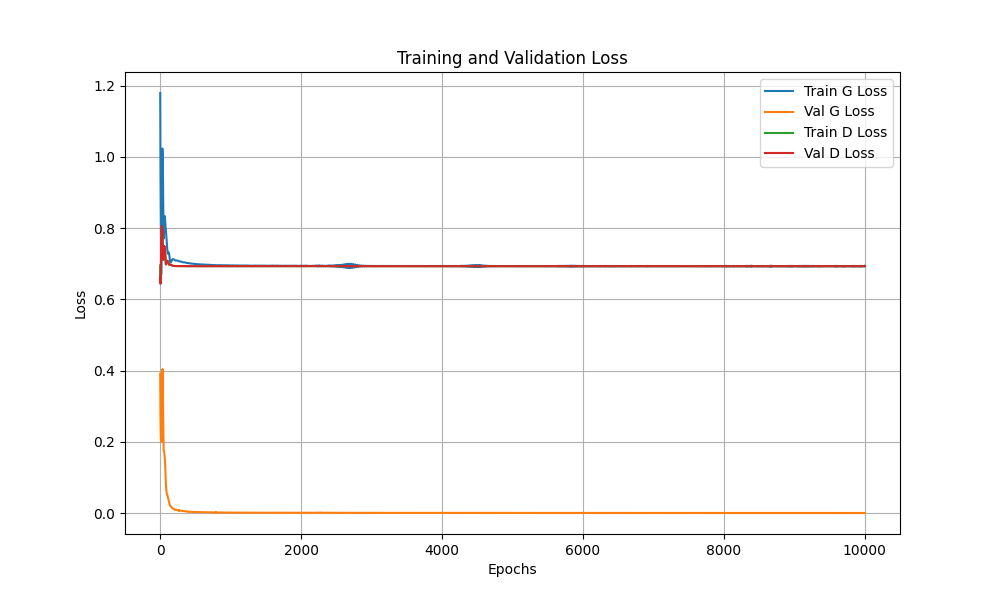 Training and Validation Loss
1.2
1.0
0.8
0.6
0.4
0.2
0.0
Loss
Train G Loss
Val G Loss
Train D Loss
Val D Loss
0 2000 4000 6000 8000 10000
Epochs